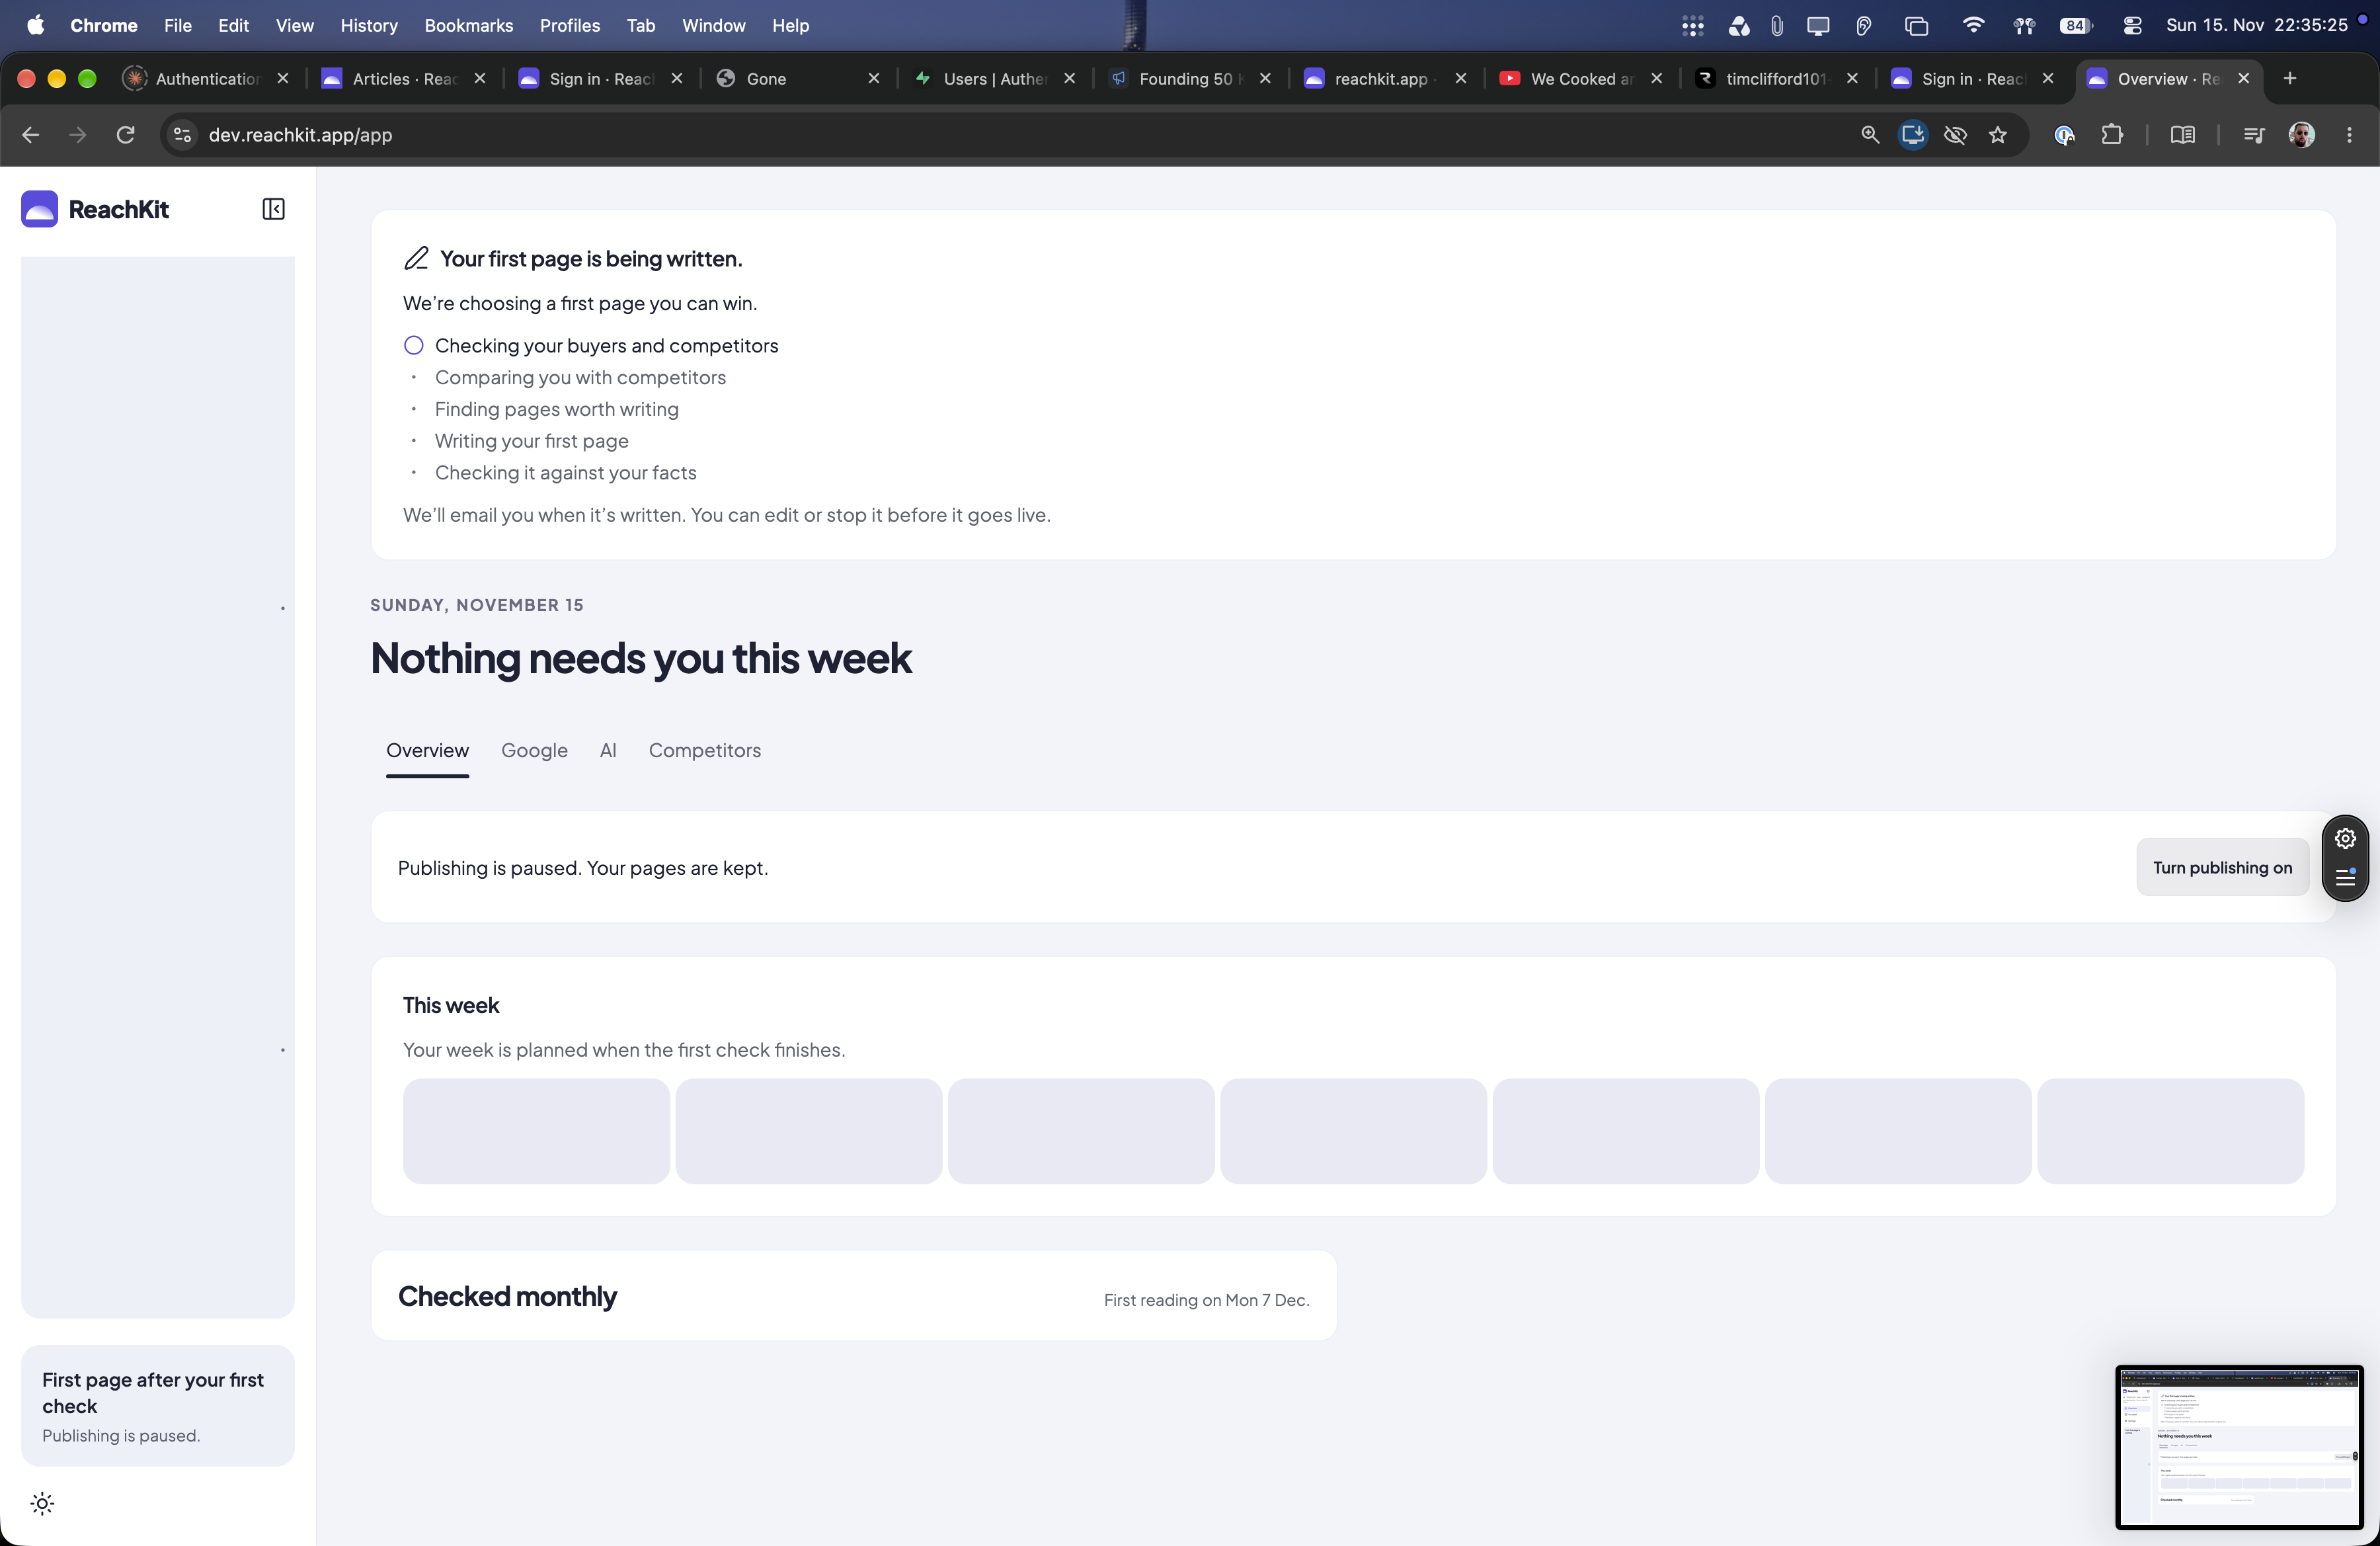 Chrome File Edit View History Bookmarks Profiles Tab Window Help
84 Sun 15. Nov 22:35:25
Authentication
Articles · Reac
Sign in · Reach
Gone
Users | Authen
Founding 50
reachkit.app
We Cooked an
timclifford101
Sign in · Reac
Overview · Re
dev.reachkit.app/app
ReachKit
Your first page is being written.
We’re choosing a first page you can win.
Checking your buyers and competitors
· Comparing you with competitors
· Finding pages worth writing
· Writing your first page
· Checking it against your facts
We’ll email you when it’s written. You can edit or stop it before it goes live.
SUNDAY, NOVEMBER 15
Nothing needs you this week
Overview Google AI Competitors
Publishing is paused. Your pages are kept.
Turn publishing on
This week
Your week is planned when the first check finishes.
Checked monthly
First reading on Mon 7 Dec.
First page after your first
check
Publishing is paused.